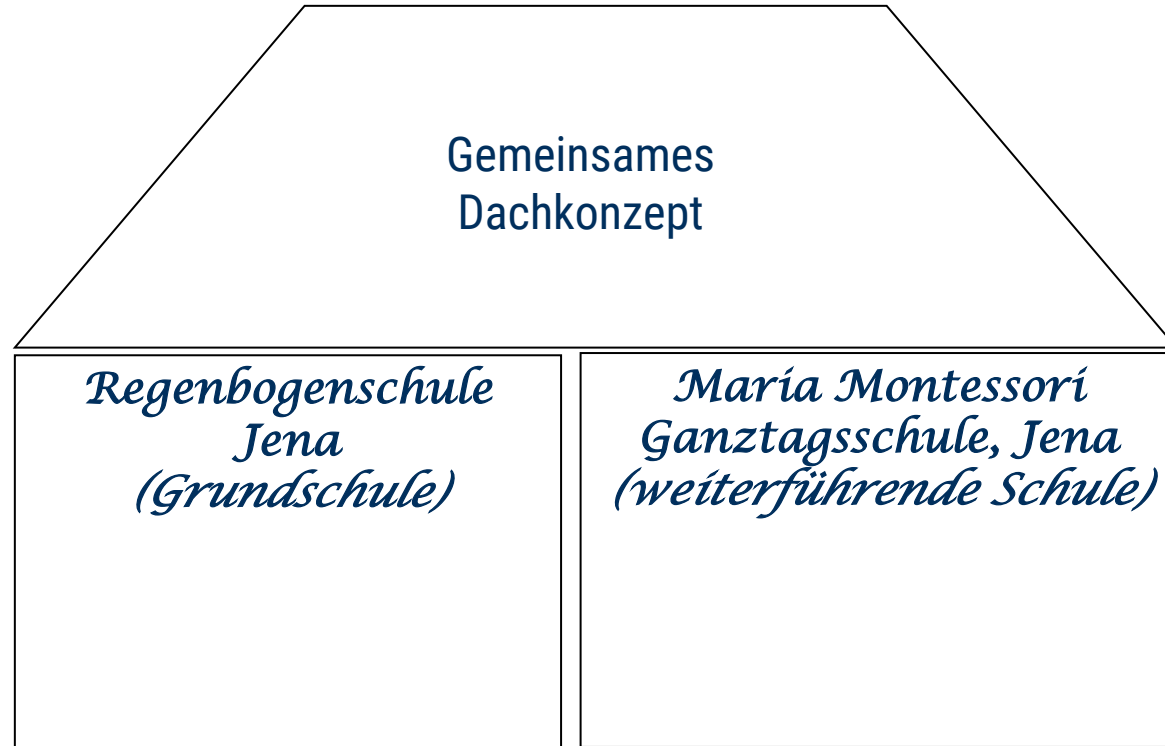 Gemeinsames
Dachkonzept
Regenbogenschule
Jena
(Grundschule)
Maria Montessori
Ganztagsschule, Jena
(weiterführende Schule)